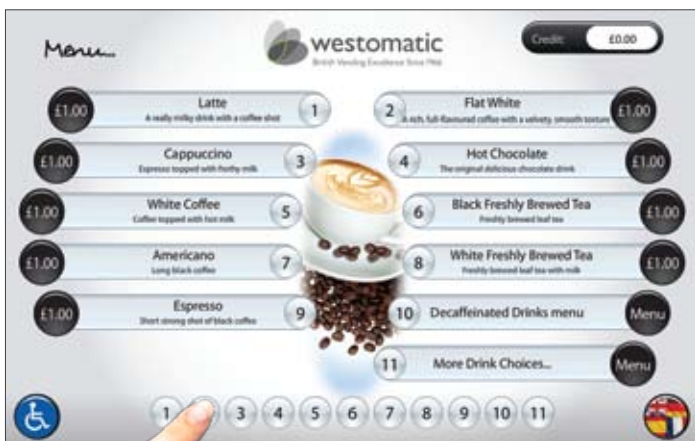 Menu...
westomatic
British Vending Excellence Since 1966
Credit: £0.00
£1.00
Latte
A really milky drink with a coffee shot
1
2
Flat White
A rich, full-flavoured coffee with a velvety, smooth texture
£1.00
£1.00
Cappuccino
Espresso topped with frothy milk
3
4
Hot Chocolate
The original delicious chocolate drink
£1.00
£1.00
White Coffee
Coffee topped with hot milk
5
6
Black Freshly Brewed Tea
Freshly brewed leaf tea
£1.00
£1.00
Americano
Long black coffee
7
8
White Freshly Brewed Tea
Freshly brewed leaf tea with milk
£1.00
£1.00
Espresso
Short strong shot of black coffee
9
10
Decaffeinated Drinks menu
Menu
11
More Drink Choices...
Menu
1 3 4 5 6 7 8 9 10 11